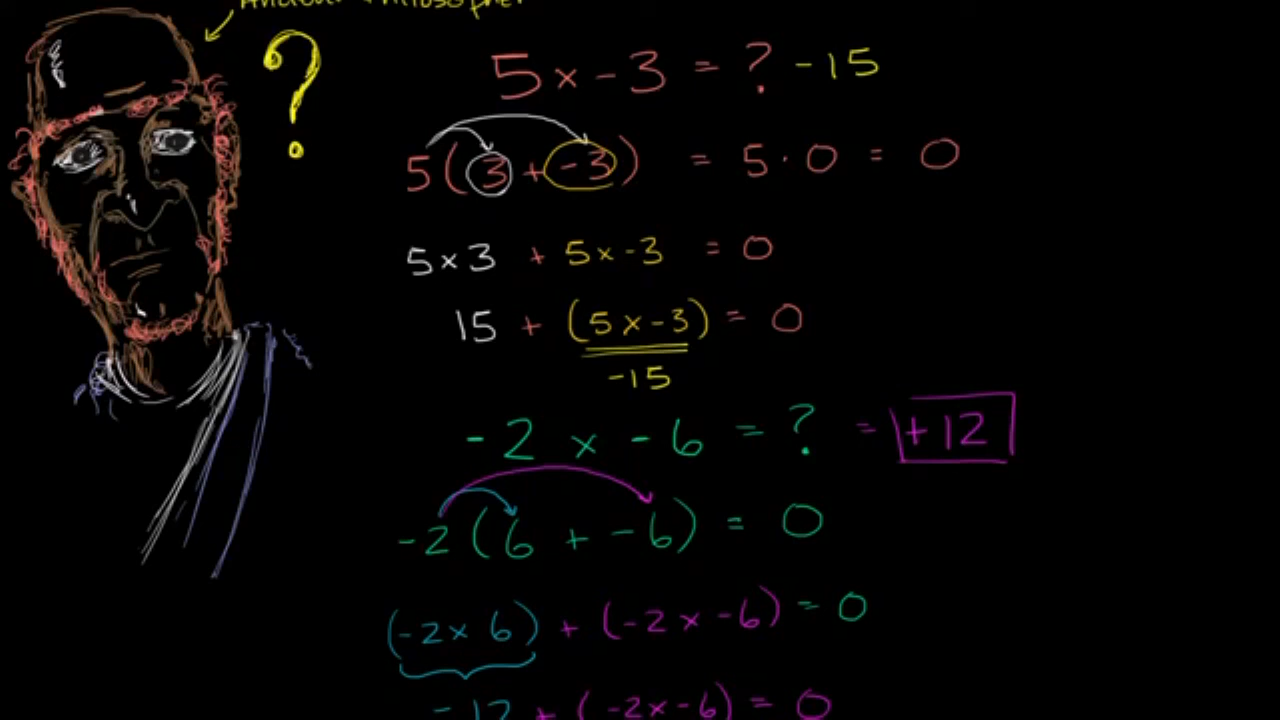 ?
5 x -3 = ? -15
5(3 + -3) = 5 · 0 = 0
5 x 3 + 5 x -3 = 0
15 + (5 x -3) = 0
-15
-2 x -6 = ? = +12
-2(6 + -6) = 0
(-2 x 6) + (-2 x -6) = 0
-12 + (-2x-6) = 0